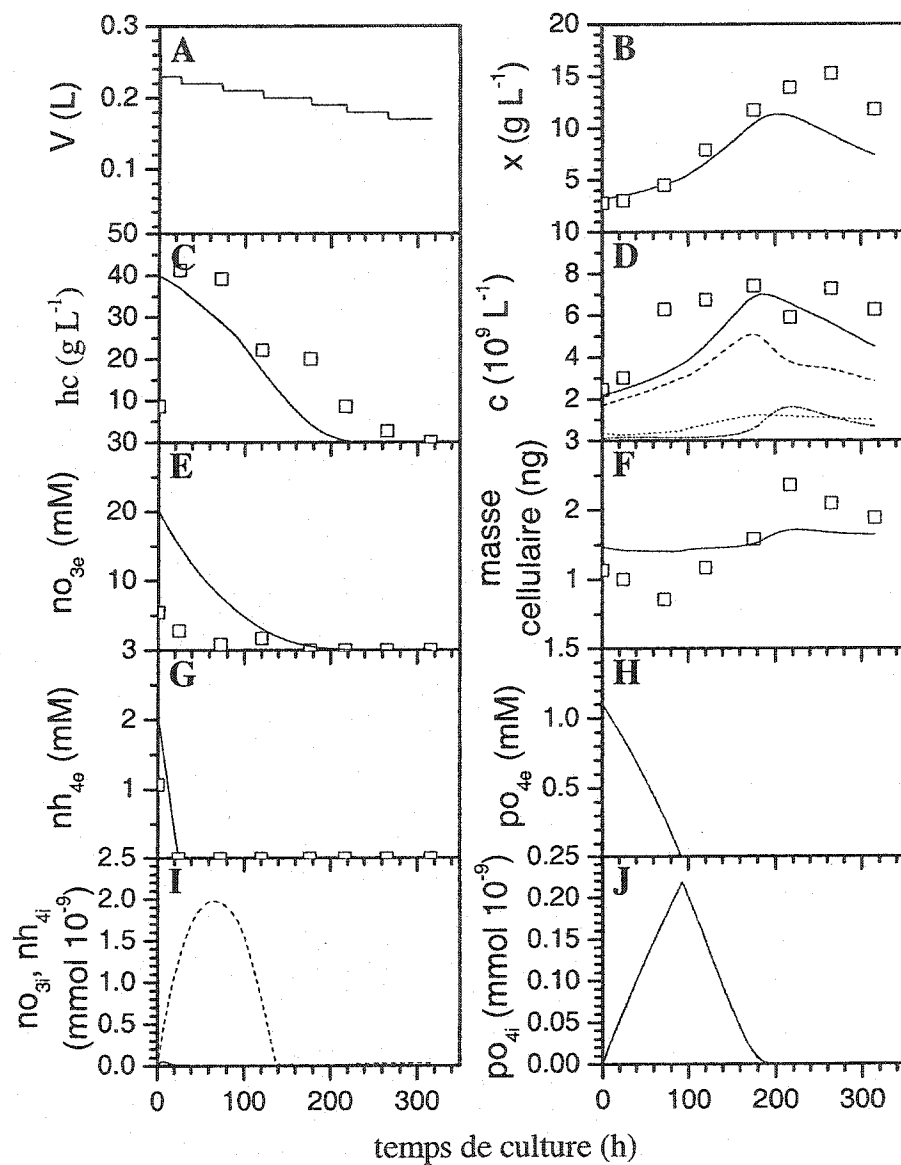 A
V (L)
0.3
0.2
0.1
B
x (g L-1)
20
15
10
5
C
hc (g L-1)
50
40
30
20
10
D
c (10^9 L-1)
10
8
6
4
2
E
no3e (mM)
30
20
10
F
masse
cellulaire (ng)
3
2
1
G
nh4e (mM)
3
2
1
H
po4e (mM)
1.5
1.0
0.5
I
no3i, nh4i
(mmol 10-9)
2.5
2.0
1.5
1.0
0.5
0.0
J
po4i (mmol 10-9)
0.25
0.20
0.15
0.10
0.05
0.00
0 100 200 300
0 100 200 300
temps de culture (h)